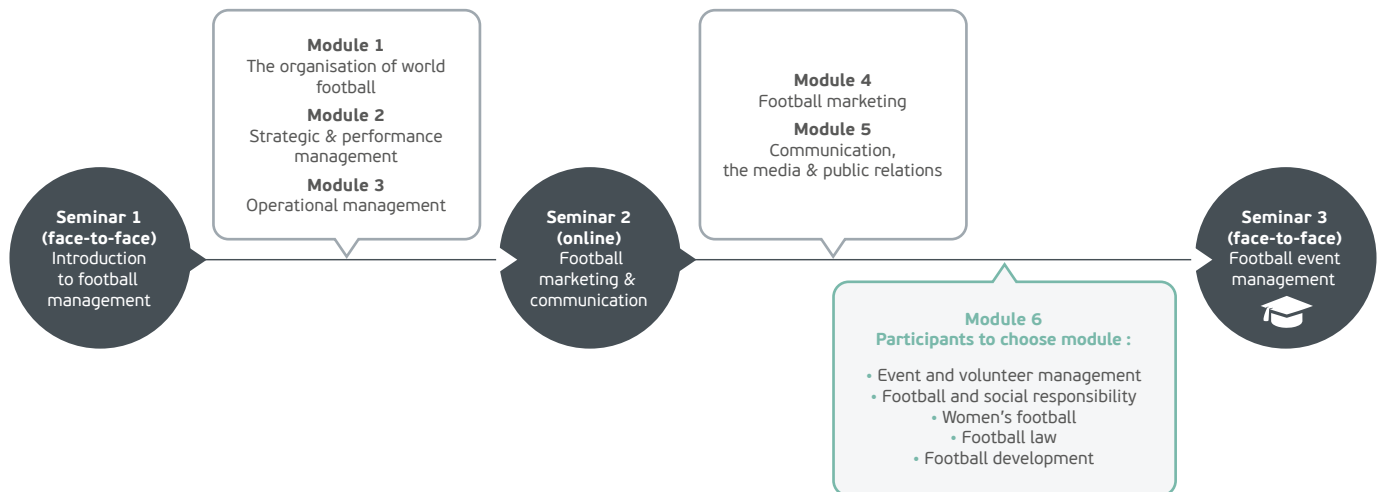 Seminar 1
(face-to-face)
Introduction
to football
management
Module 1
The organisation of world
football
Module 2
Strategic & performance
management
Module 3
Operational management
Seminar 2
(online)
Football
marketing &
communication
Module 4
Football marketing
Module 5
Communication,
the media & public relations
Module 6
Participants to choose module :
• Event and volunteer management
• Football and social responsibility
• Women's football
• Football law
• Football development
Seminar 3
(face-to-face)
Football event
management